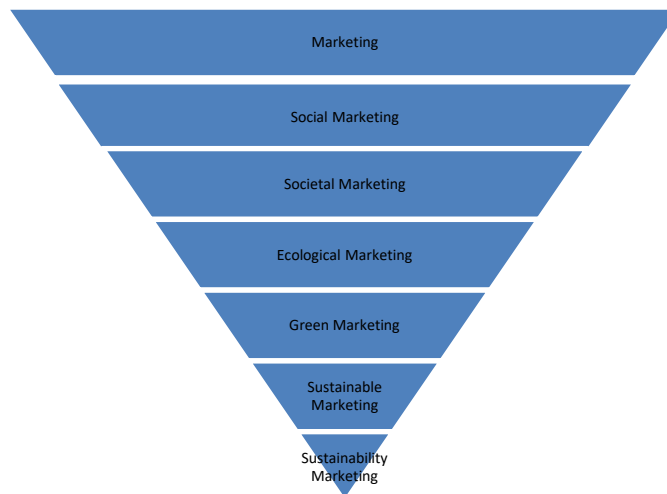 Marketing
Social Marketing
Societal Marketing
Ecological Marketing
Green Marketing
Sustainable
Marketing
Sustainability
Marketing